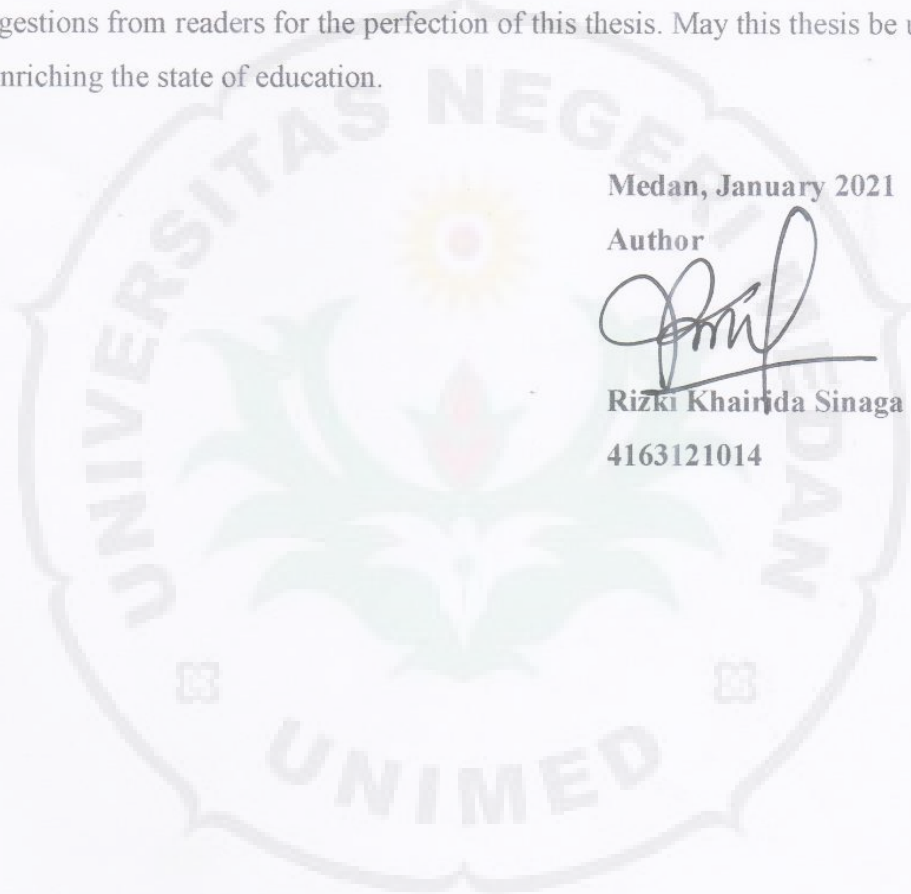 gestions from readers for the perfection of this thesis. May this thesis be u
nriching the state of education.
UNIVERSITAS NEGERI MEDAN
Medan, January 2021
Author
Rizki Khairida Sinaga
4163121014
UNIMED